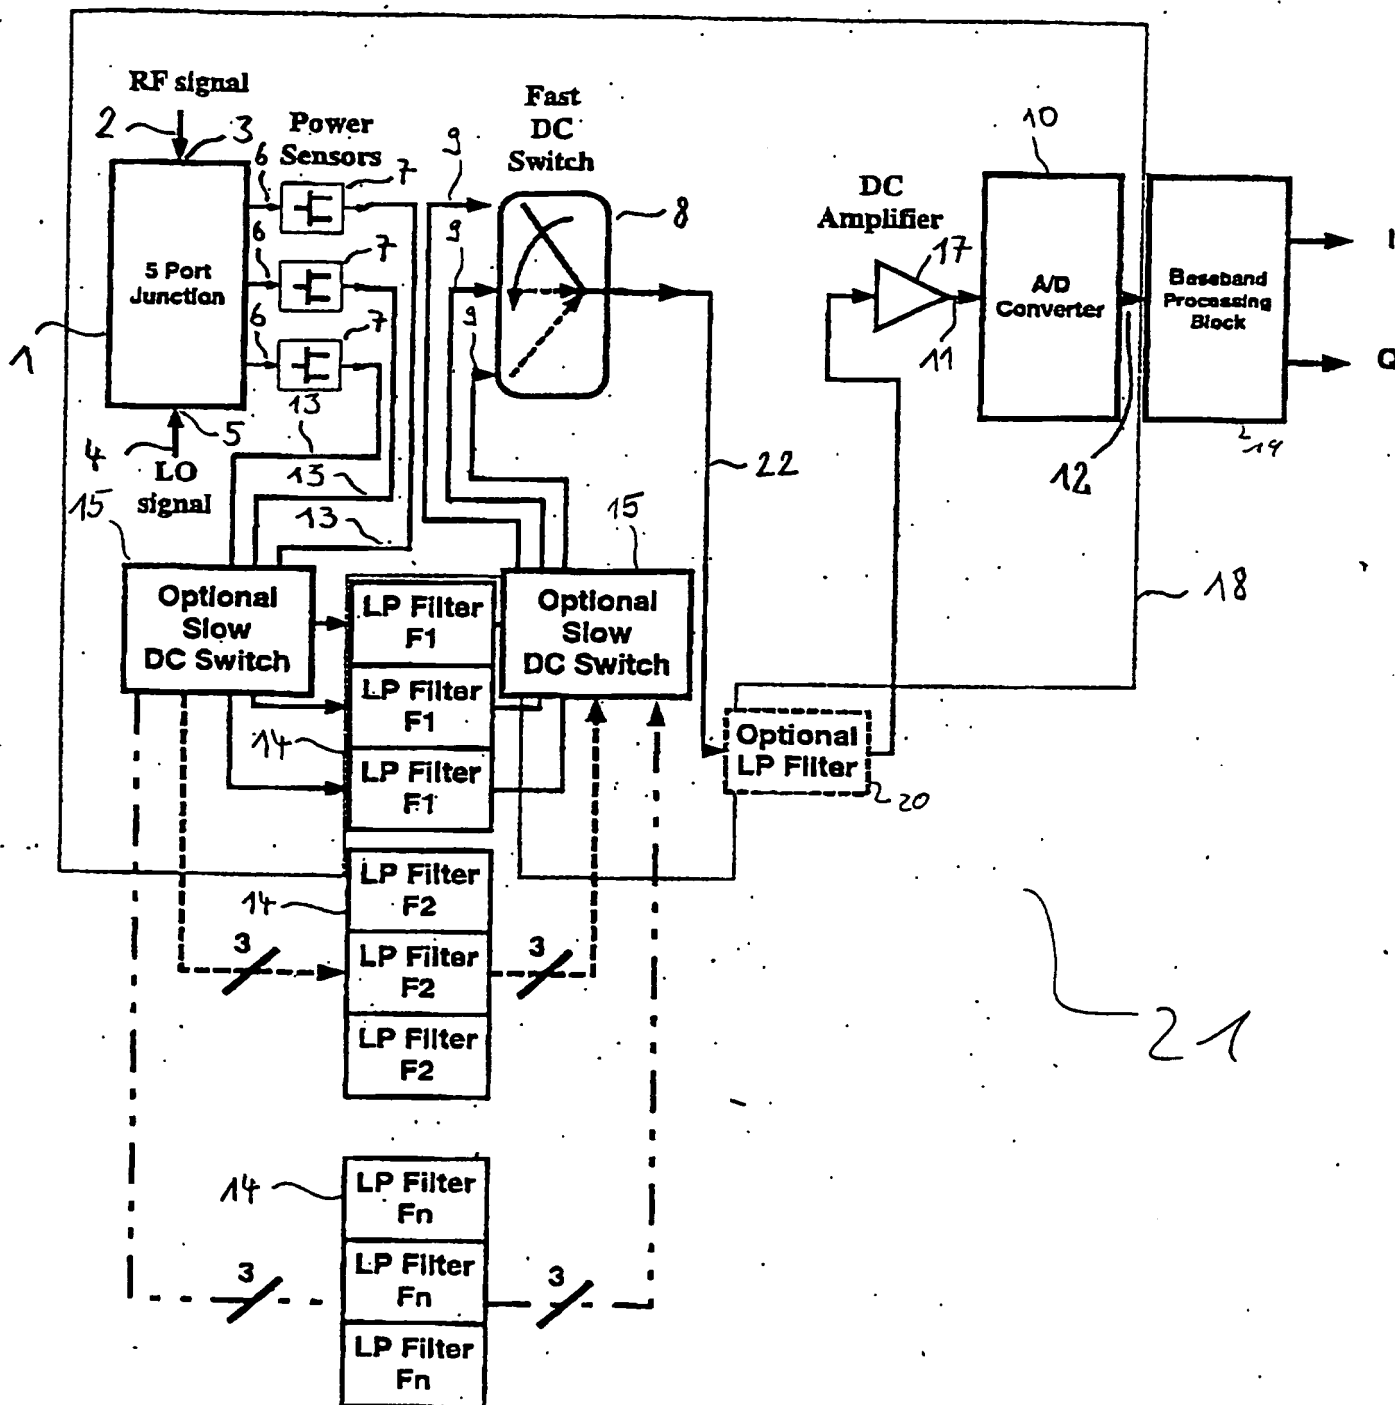 RF signal
2
3
Power
Sensors
6
7
6
7
6
7
5 Port
Junction
1
4
5
LO
signal
13
13
13
13
Fast
DC
Switch
9
9
9
8
DC
Amplifier
17
11
10
A/D
Converter
12
Baseband
Processing
Block
19
I
Q
22
18
15
Optional
Slow
DC Switch
15
Optional
Slow
DC Switch
LP Filter
F1
LP Filter
F1
14
LP Filter
F1
Optional
LP Filter
20
14
LP Filter
F2
3
LP Filter
F2
3
LP Filter
F2
21
14
LP Filter
Fn
3
LP Filter
Fn
3
LP Filter
Fn